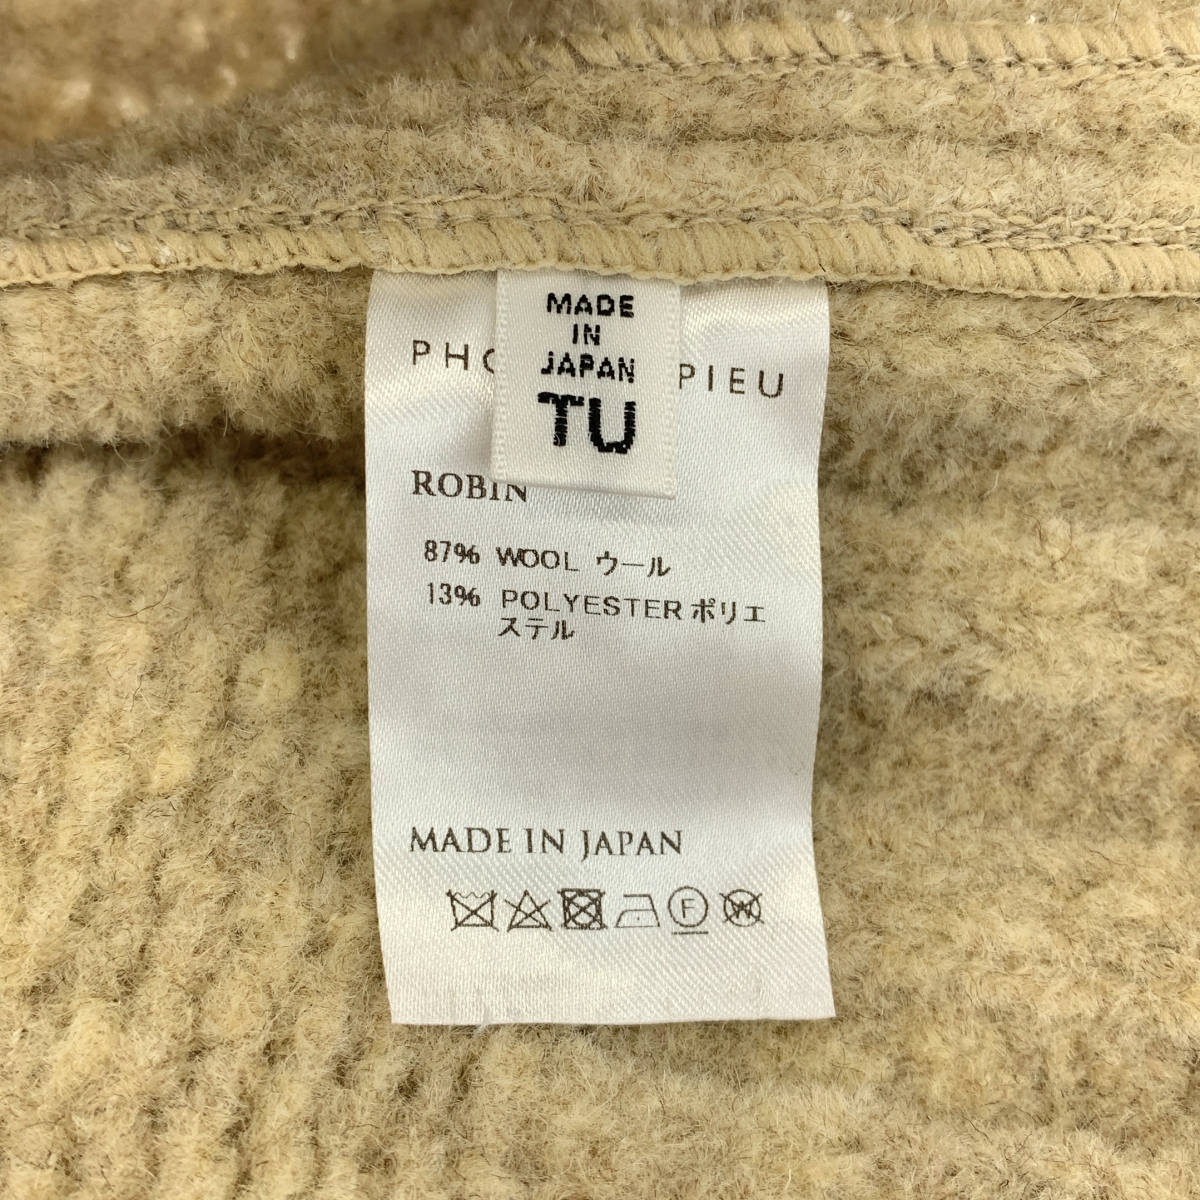 MADE
IN
JAPAN
TU
PIEU
ROBIN
87% WOOL ウール
13% POLYESTER ポリエ
ステル
MADE IN JAPAN
F W